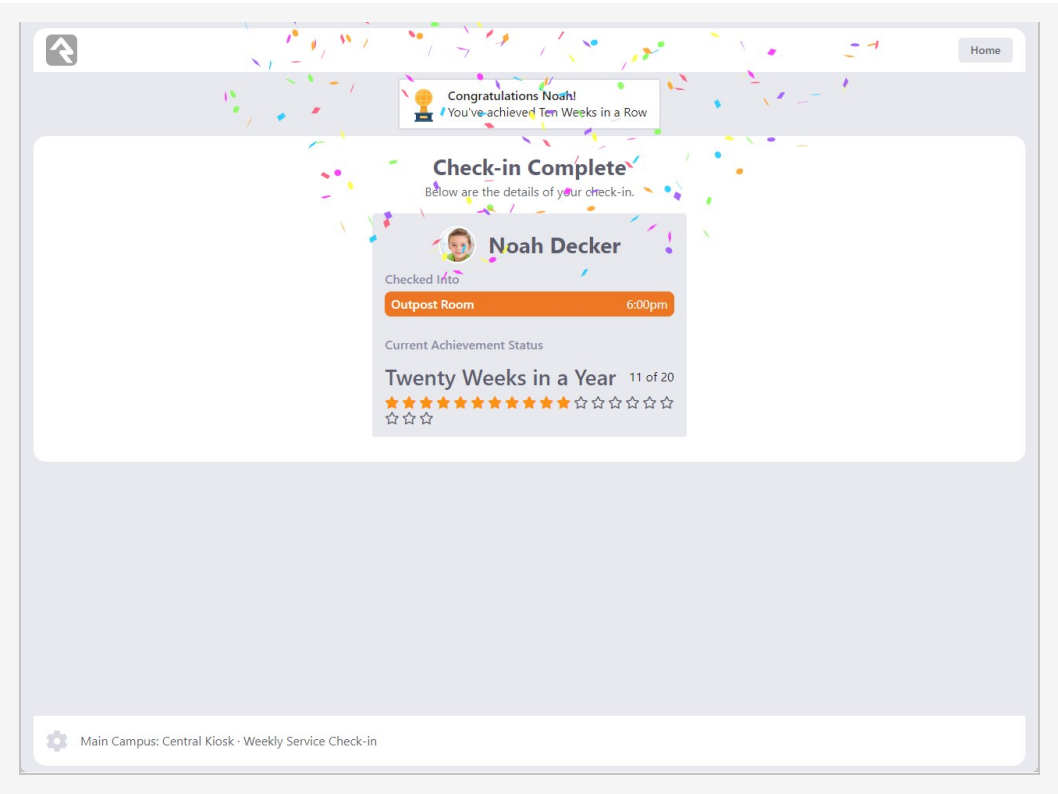 Home
Congratulations Noah!
You've achieved Ten Weeks in a Row
Check-in Complete
Below are the details of your check-in.
Noah Decker
Checked Into
Outpost Room 6:00pm
Current Achievement Status
Twenty Weeks in a Year 11 of 20
Main Campus: Central Kiosk · Weekly Service Check-in